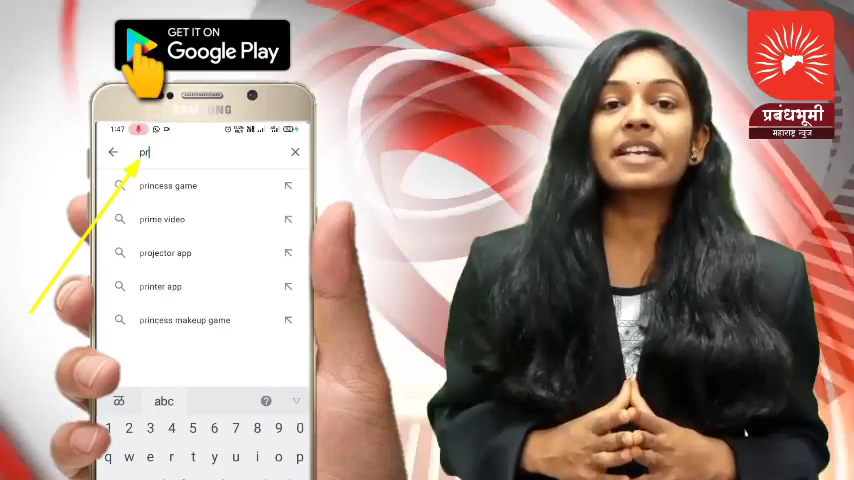 GET IT ON
Google Play
SAMSUNG
1:47
pr
princess game
prime video
projector app
printer app
princess makeup game
ळ abc ?
1 2 3 4 5 6 7 8 9 0
q w e r t y u i o p
प्रबंधभूमी
महाराष्ट्र न्युज